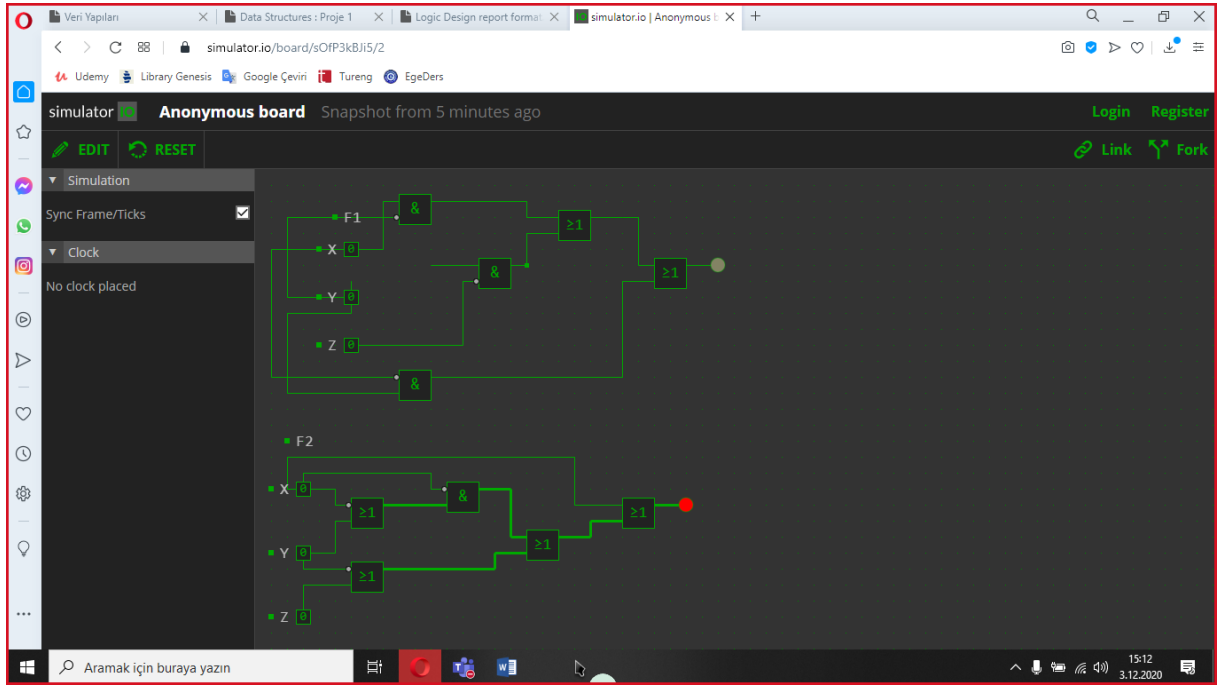 Veri Yapıları
Data Structures : Proje 1
Logic Design report format
simulator.io | Anonymous b
simulator.io/board/sOfP3kBJi5/2
Udemy Library Genesis Google Çeviri Tureng EgeDers
simulator IO Anonymous board Snapshot from 5 minutes ago Login Register
EDIT RESET Link Fork
Simulation
Sync Frame/Ticks
Clock
No clock placed
F1
&
≥1
X 0
&
≥1
Y 0
Z 0
&
F2
X 0
&
≥1
≥1
≥1
Y 0
≥1
Z 0
Aramak için buraya yazın
15:12
3.12.2020